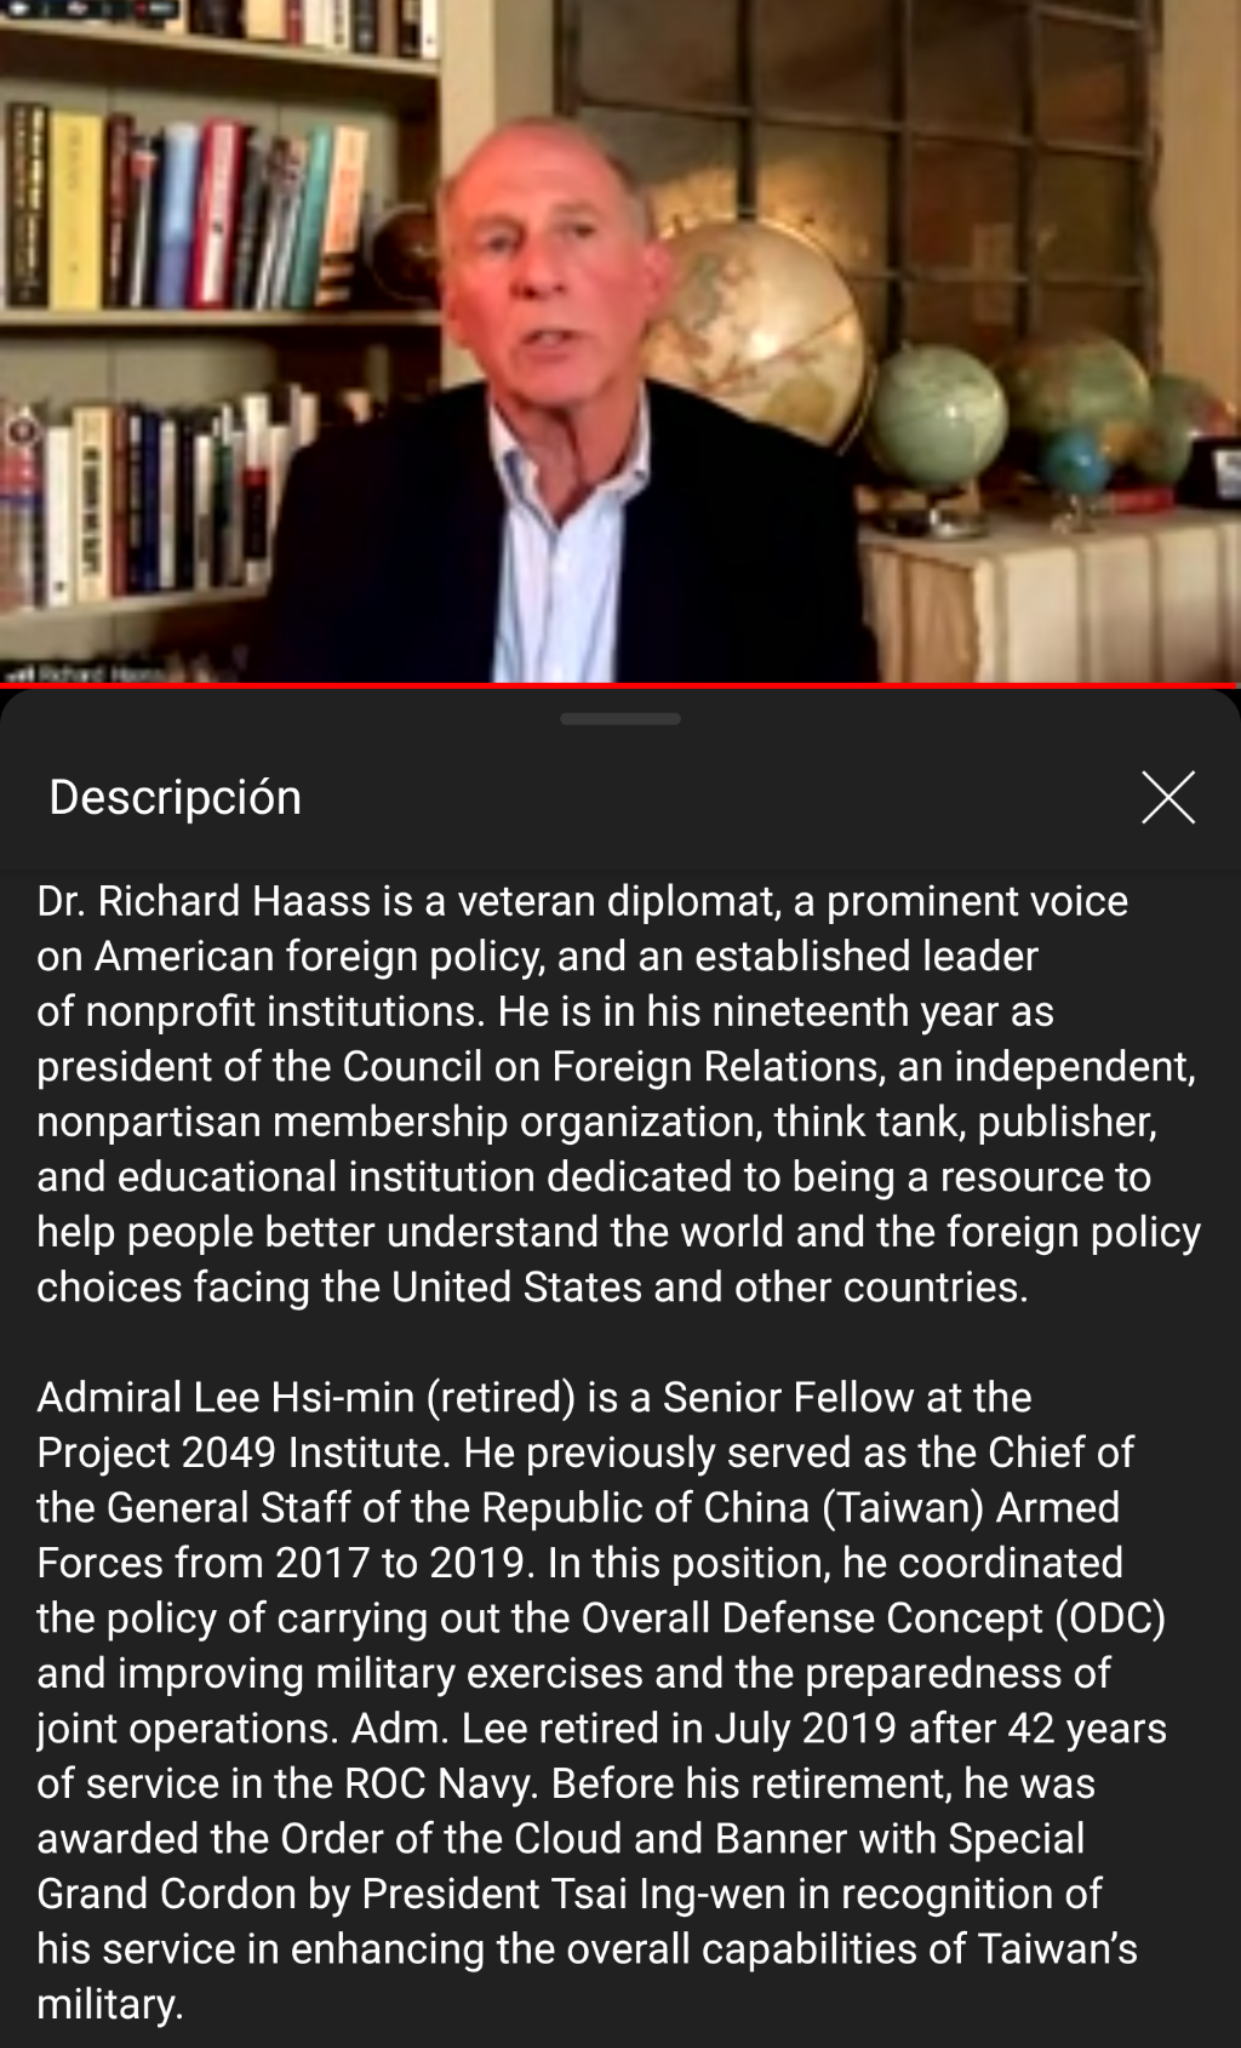 Richard Haass
Descripción
Dr. Richard Haass is a veteran diplomat, a prominent voice
on American foreign policy, and an established leader
of nonprofit institutions. He is in his nineteenth year as
president of the Council on Foreign Relations, an independent,
nonpartisan membership organization, think tank, publisher,
and educational institution dedicated to being a resource to
help people better understand the world and the foreign policy
choices facing the United States and other countries.
Admiral Lee Hsi-min (retired) is a Senior Fellow at the
Project 2049 Institute. He previously served as the Chief of
the General Staff of the Republic of China (Taiwan) Armed
Forces from 2017 to 2019. In this position, he coordinated
the policy of carrying out the Overall Defense Concept (ODC)
and improving military exercises and the preparedness of
joint operations. Adm. Lee retired in July 2019 after 42 years
of service in the ROC Navy. Before his retirement, he was
awarded the Order of the Cloud and Banner with Special
Grand Cordon by President Tsai Ing-wen in recognition of
his service in enhancing the overall capabilities of Taiwan’s
military.